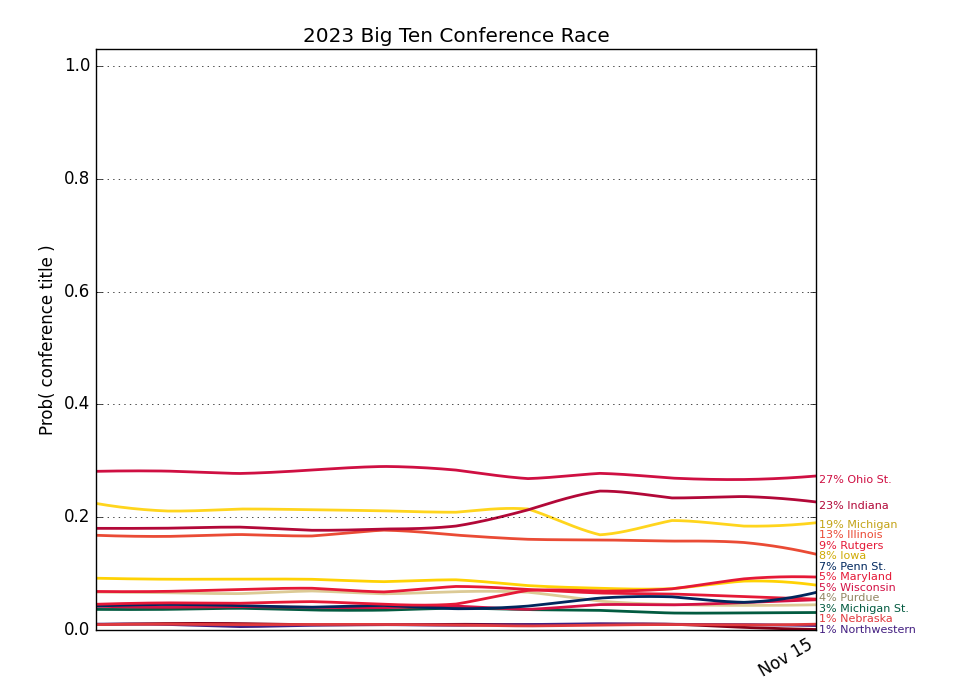 2023 Big Ten Conference Race
1.0
0.8
0.6
0.4
0.2
0.0
Prob( conference title )
27% Ohio St.
23% Indiana
19% Michigan
13% Illinois
9% Rutgers
8% Iowa
7% Penn St.
5% Maryland
5% Wisconsin
4% Purdue
3% Michigan St.
1% Nebraska
1% Northwestern
Nov 15